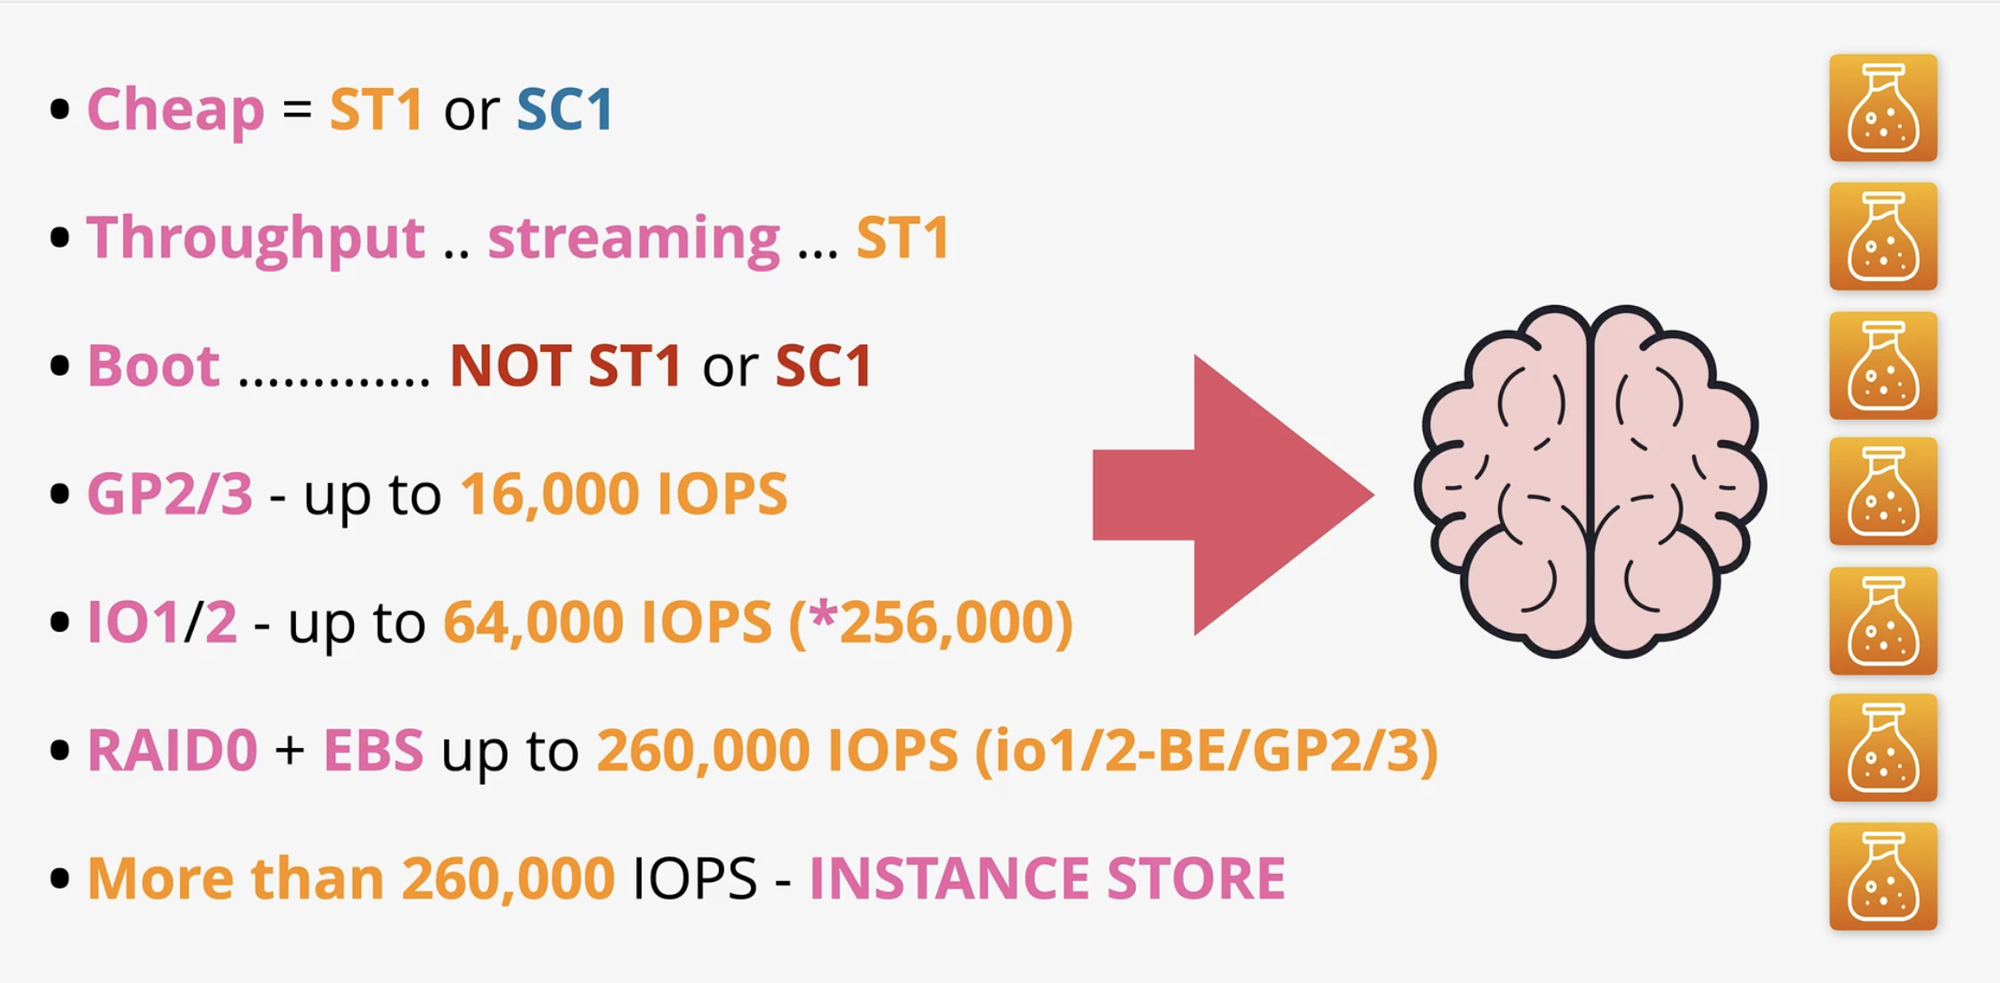 • Cheap = ST1 or SC1
• Throughput .. streaming ... ST1
• Boot ............. NOT ST1 or SC1
• GP2/3 - up to 16,000 IOPS
• IO1/2 - up to 64,000 IOPS (*256,000)
• RAID0 + EBS up to 260,000 IOPS (io1/2-BE/GP2/3)
• More than 260,000 IOPS - INSTANCE STORE